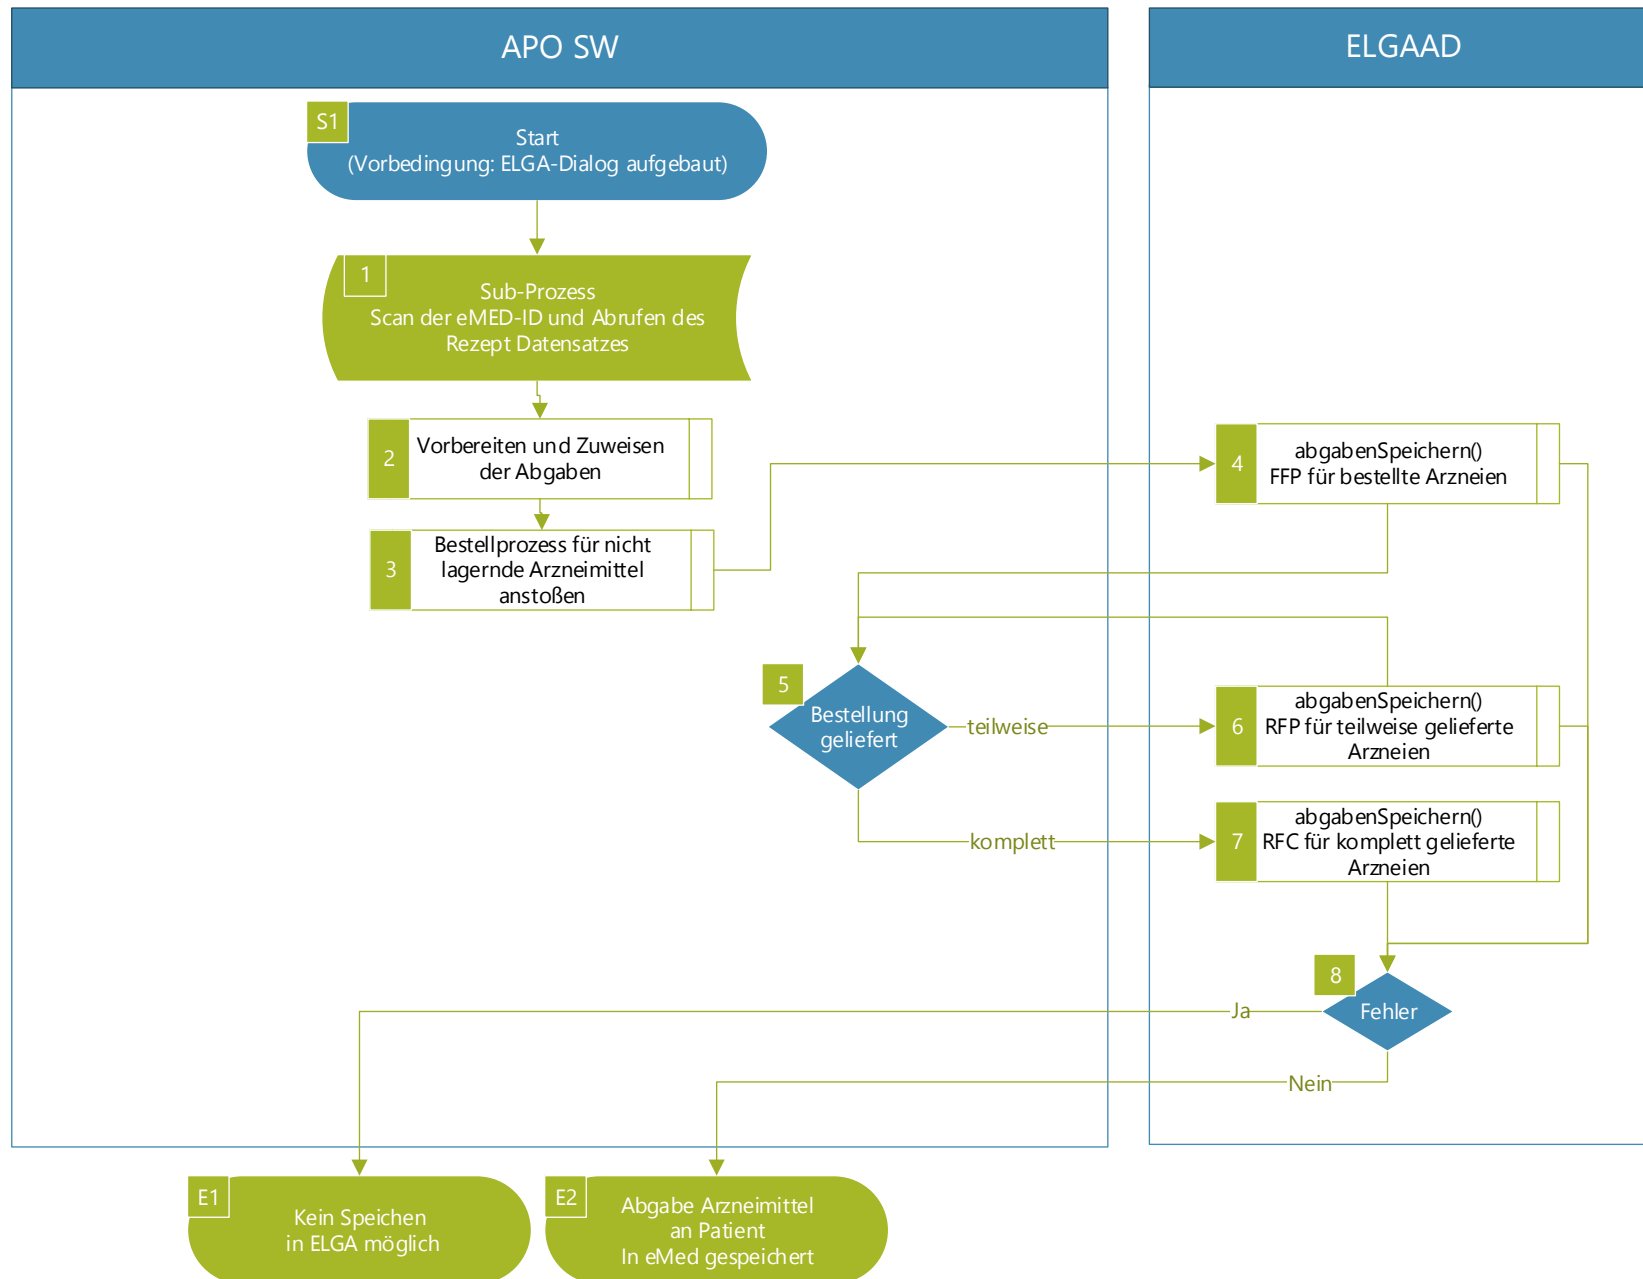 APO SW
ELGAAD
S1
Start
(Vorbedingung: ELGA-Dialog aufgebaut)
1
Sub-Prozess
Scan der eMED-ID und Abrufen des
Rezept Datensatzes
2
Vorbereiten und Zuweisen
der Abgaben
3
Bestellprozess für nicht
lagernde Arzneimittel
anstoßen
4
abgabenSpeichern()
FFP für bestellte Arzneien
5
Bestellung
geliefert
teilweise
6
abgabenSpeichern()
RFP für teilweise gelieferte
Arzneien
komplett
7
abgabenSpeichern()
RFC für komplett gelieferte
Arzneien
8
Fehler
Ja
Nein
E1
Kein Speichen
in ELGA möglich
E2
Abgabe Arzneimittel
an Patient
In eMed gespeichert